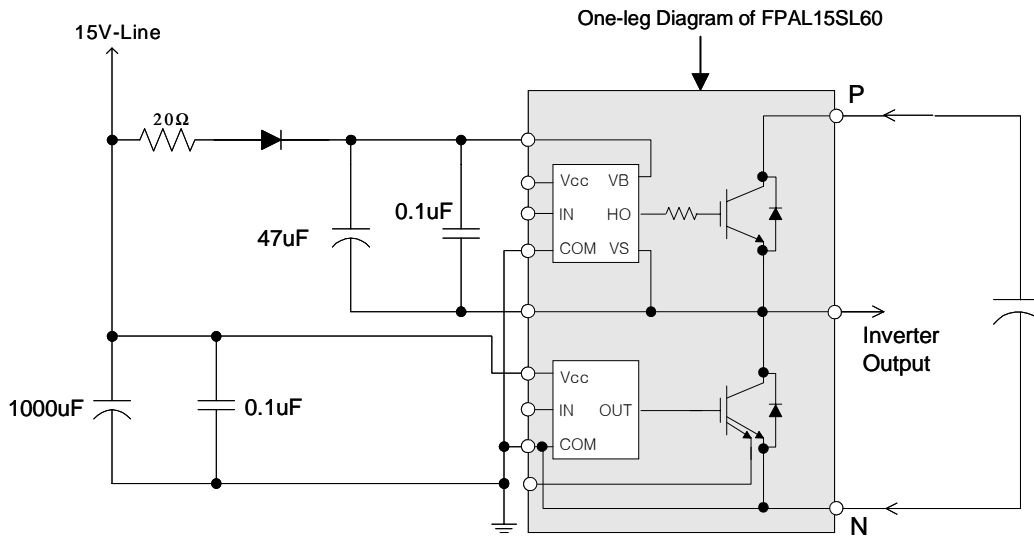 One-leg Diagram of FPAL15SL60
15V-Line
P
20Ω
Vcc VB
0.1uF
IN HO
47uF
COM VS
Inverter
Output
Vcc
1000uF
0.1uF
IN OUT
COM
N